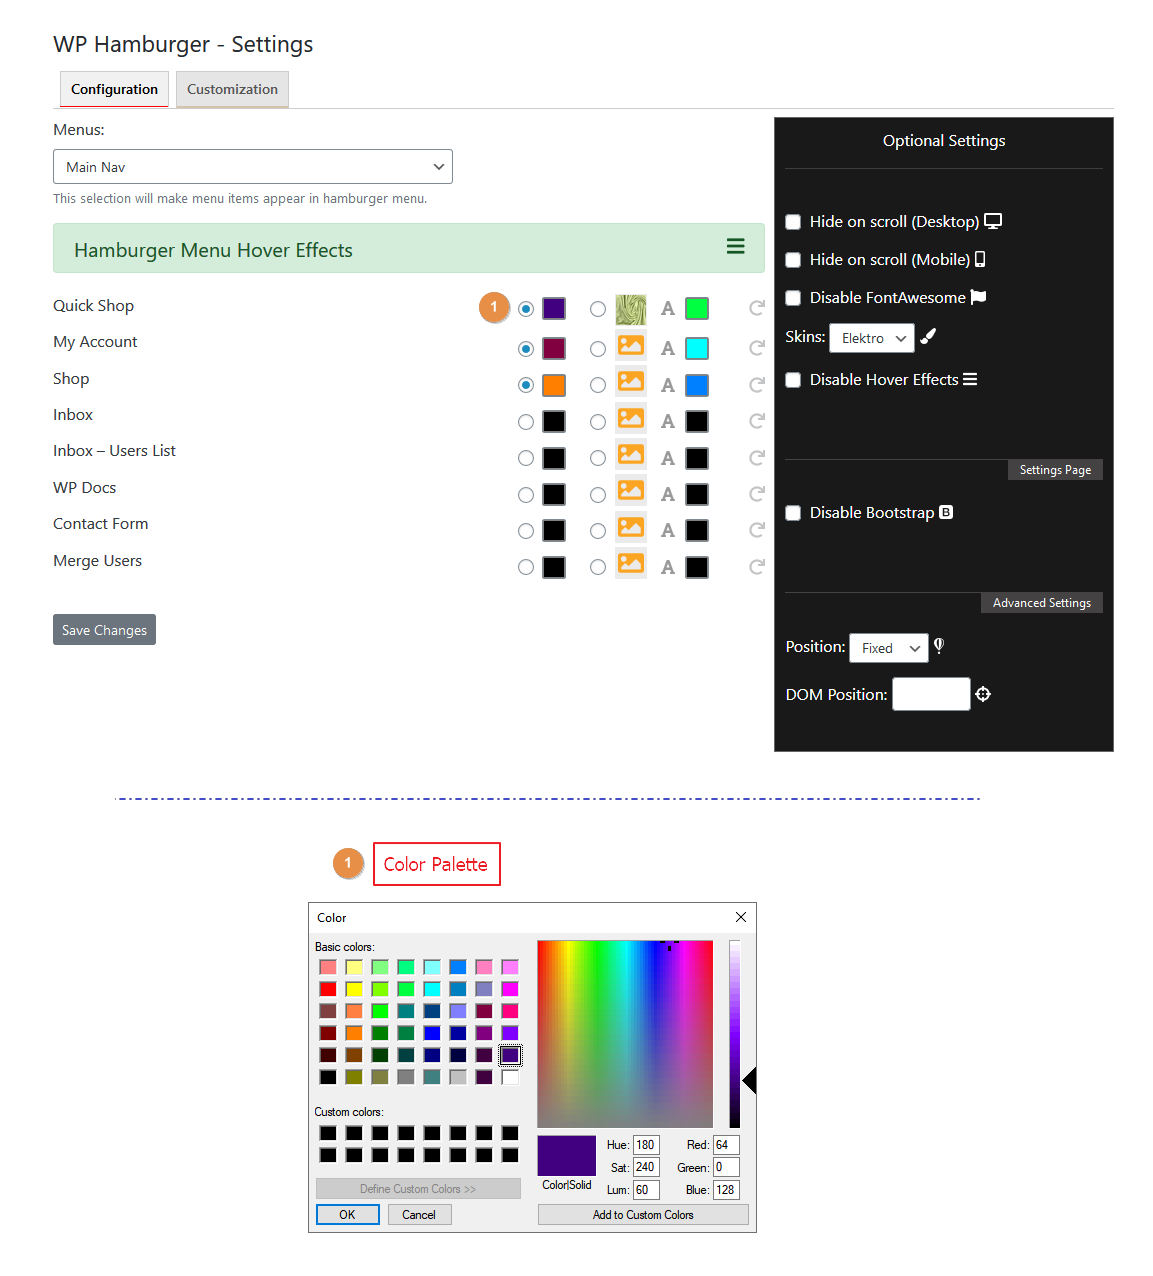 WP Hamburger - Settings
Configuration
Customization
Menus:
Main Nav
This selection will make menu items appear in hamburger menu.
Hamburger Menu Hover Effects
Quick Shop
1
A
My Account
A
Shop
A
Inbox
A
Inbox – Users List
A
WP Docs
A
Contact Form
A
Merge Users
A
Save Changes
Optional Settings
Hide on scroll (Desktop)
Hide on scroll (Mobile)
Disable FontAwesome
Skins: Elektro
Disable Hover Effects
Settings Page
Disable Bootstrap B
Advanced Settings
Position: Fixed
DOM Position:
1
Color Palette
Color
Basic colors:
Custom colors:
Define Custom Colors >>
OK
Cancel
Color|Solid
Hue: 180
Sat: 240
Lum: 60
Red: 64
Green: 0
Blue: 128
Add to Custom Colors